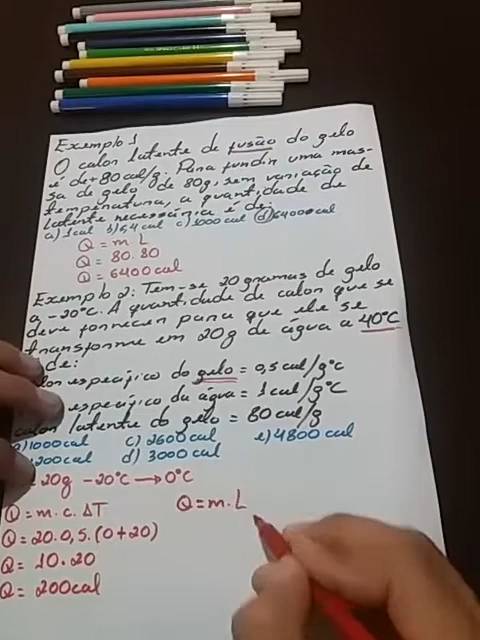 Exemplo 1
O calor latente de fusão do gelo
é de +80 cal/g. Para fundir uma mas-
sa de gelo de 80g, sem variação de
temperatura, a quantidade de
latente necessária é de:
a) 1 cal b) 6,4 cal c) 1000 cal d) 6400 cal
Q = m. L
Q = 80. 80
Q = 6400 cal
Exemplo 2: Tem-se 20 gramas de gelo
a -20°C. A quantidade de calor que se
deve fornecer para que ele se
transforme em 20g de água a 40°C
de:
específico do gelo = 0,5 cal/g°C
específico da água = 1 cal/g°C
calor latente do gelo = 80 cal/g
1000 cal c) 2600 cal e) 4800 cal
200 cal d) 3000 cal
20g -20°C → 0°C
Q = m. c. ΔT Q = m. L
Q = 20. 0,5. (0+20)
Q = 10. 20
Q = 200 cal